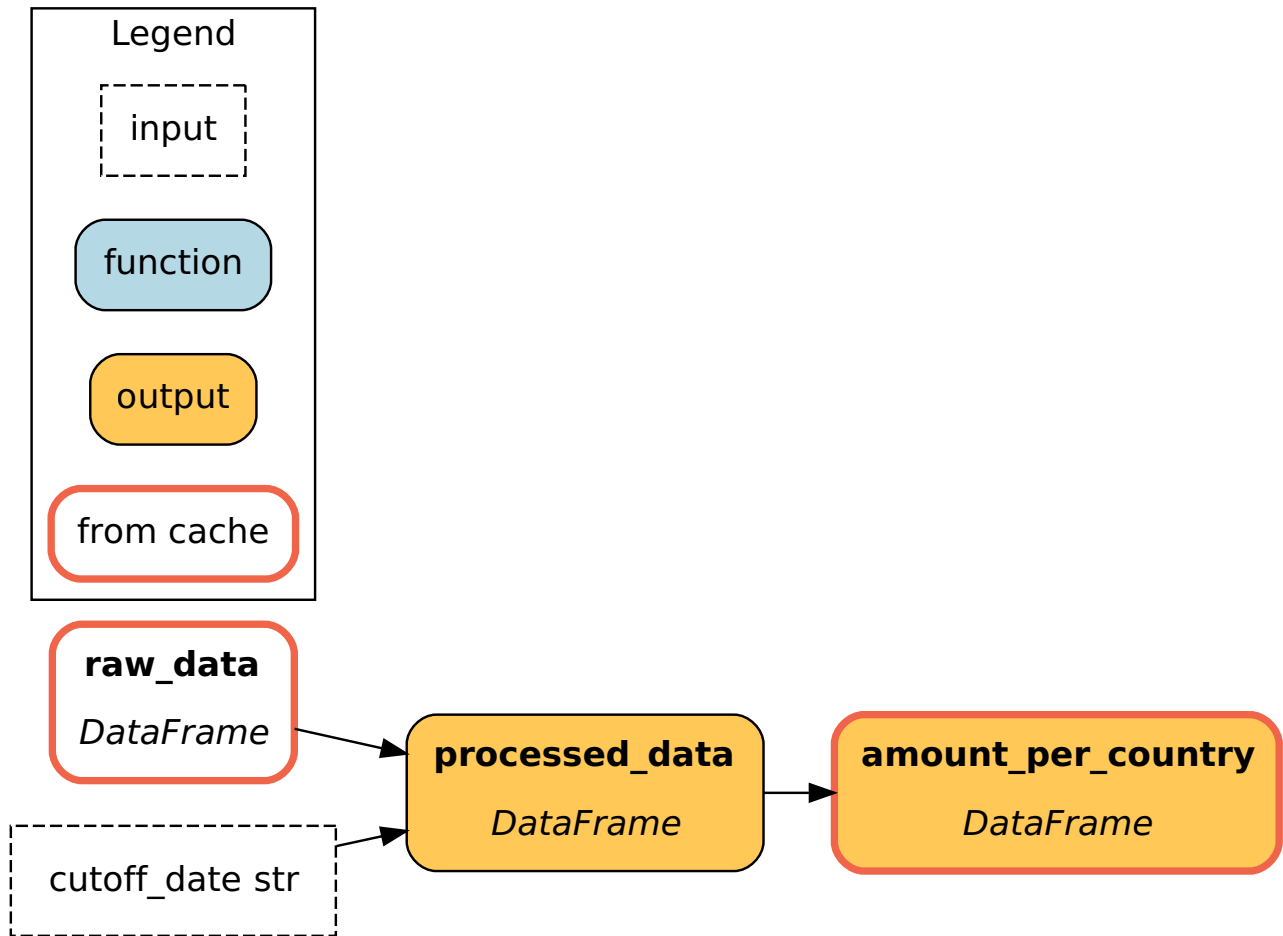 Legend
input
function
output
from cache
raw_data
DataFrame
cutoff_date str
processed_data
DataFrame
amount_per_country
DataFrame